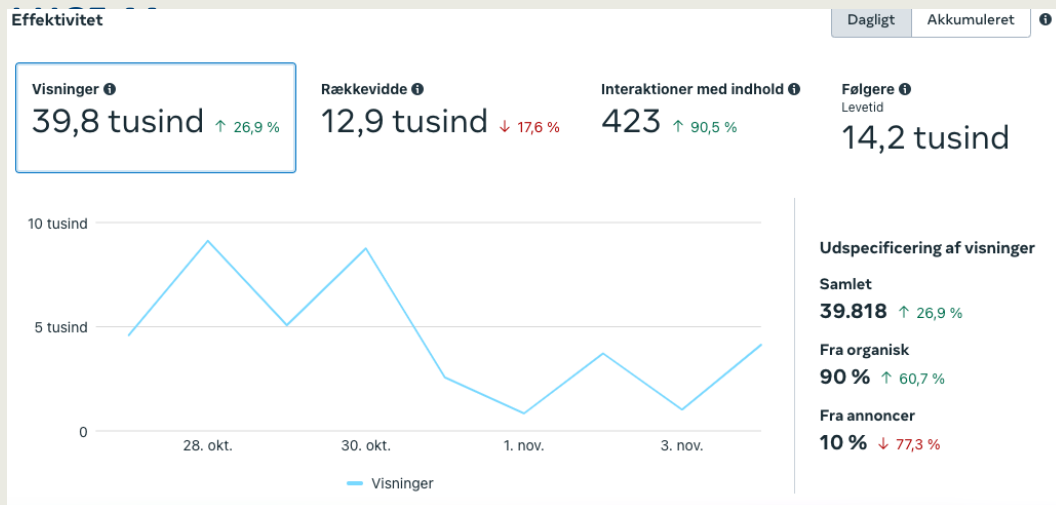 Effektivitet
Dagligt Akkumuleret
Visninger
39,8 tusind ↑ 26,9 %
Rækkevidde
12,9 tusind ↓ 17,6 %
Interaktioner med indhold
423 ↑ 90,5 %
Følgere
Levetid
14,2 tusind
10 tusind
5 tusind
0
28. okt. 30. okt. 1. nov. 3. nov.
Visninger
Udspecificering af visninger
Samlet
39.818 ↑ 26,9 %
Fra organisk
90 % ↑ 60,7 %
Fra annoncer
10 % ↓ 77,3 %